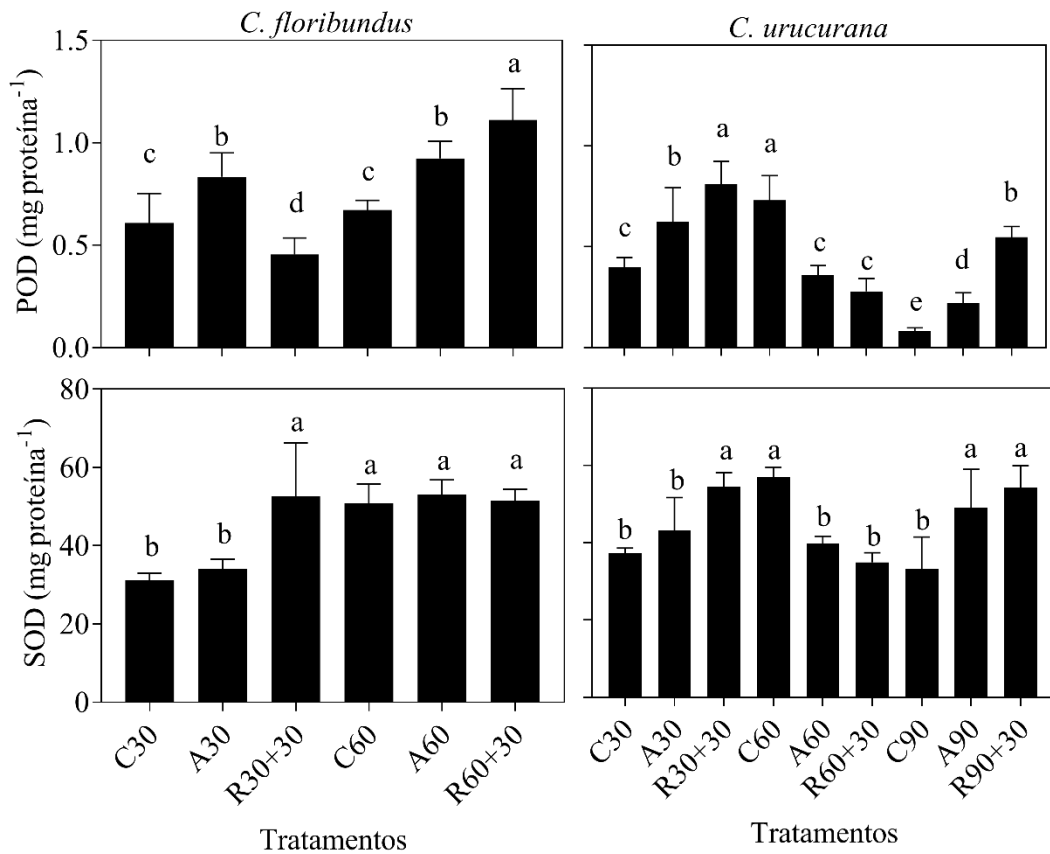 C. floribundus
C. urucurana
POD (mg proteína-1)
1.5
1.0
0.5
0.0
c
b
d
c
b
a
c
b
a
a
c
c
e
d
b
SOD (mg proteína-1)
80
60
40
20
0
b
b
a
a
a
a
b
b
a
a
b
b
b
a
a
C30
A30
R30+30
C60
A60
R60+30
C30
A30
R30+30
C60
A60
R60+30
C90
A90
R90+30
Tratamentos
Tratamentos